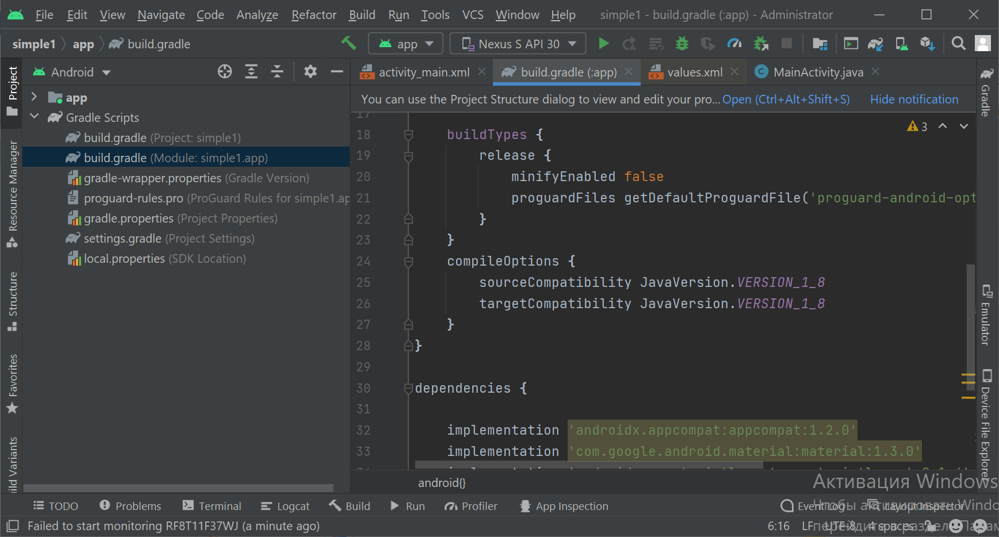 File Edit View Navigate Code Analyze Refactor Build Run Tools VCS Window Help simple1 - build.gradle (:app) - Administrator
simple1 app build.gradle app Nexus S API 30
Project
Resource Manager
Structure
Favorites
ild Variants
Android
app
Gradle Scripts
build.gradle (Project: simple1)
build.gradle (Module: simple1.app)
gradle-wrapper.properties (Gradle Version)
proguard-rules.pro (ProGuard Rules for simple1.ap
gradle.properties (Project Properties)
settings.gradle (Project Settings)
local.properties (SDK Location)
activity_main.xml build.gradle (:app) values.xml MainActivity.java
You can use the Project Structure dialog to view and edit your pro... Open (Ctrl+Alt+Shift+S) Hide notification
3
17
18 buildTypes {
19 release {
20 minifyEnabled false
21 proguardFiles getDefaultProguardFile('proguard-android-opt
22 }
23 }
24 compileOptions {
25 sourceCompatibility JavaVersion.VERSION_1_8
26 targetCompatibility JavaVersion.VERSION_1_8
27 }
28 }
29
30 dependencies {
31
32 implementation 'androidx.appcompat:appcompat:1.2.0'
33 implementation 'com.google.android.material:material:1.3.0'
android{}
Gradle
Emulator
Device File Explorer
Активация Windows
Чтобы активировать Windo
перейдите в раздел "Парам
TODO Problems Terminal Logcat Build Run Profiler App Inspection Event Log Layout Inspector
Failed to start monitoring RF8T11F37WJ (a minute ago) 6:16 LF UTF-8 4 spaces